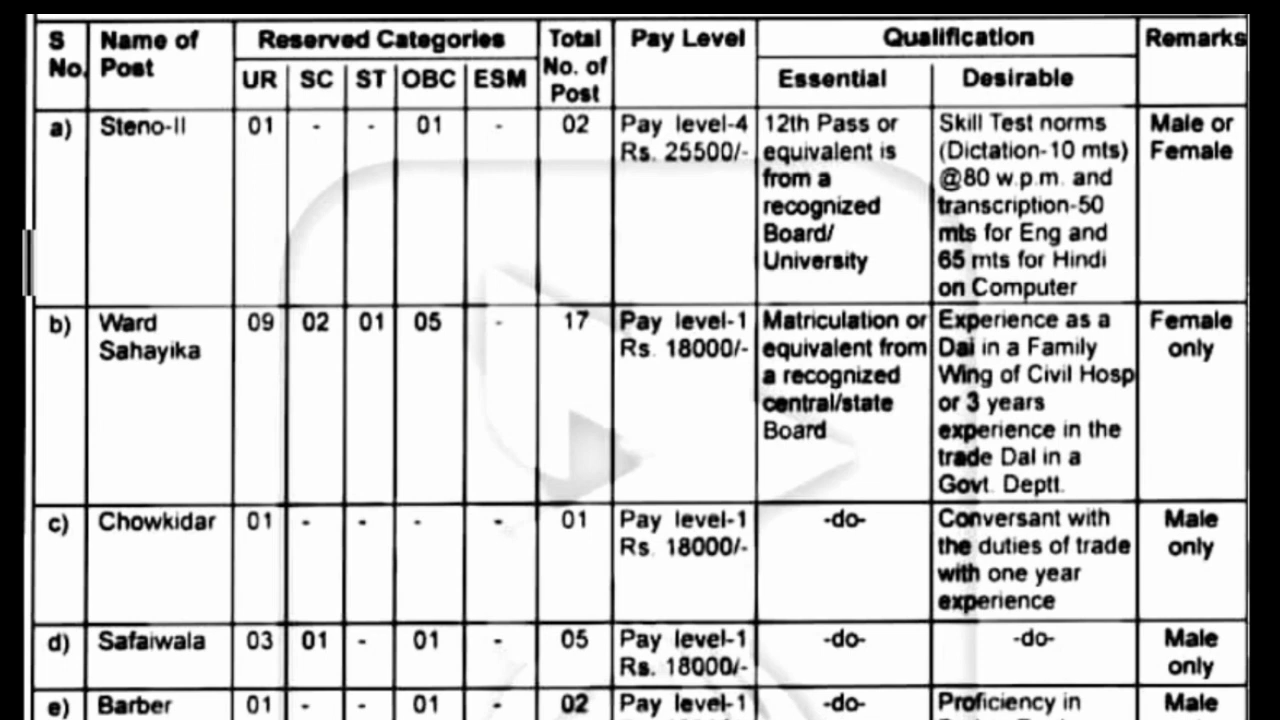 S No. | Name of Post | Reserved Categories | Total No. of Post | Pay Level | Qualification | Remarks
UR | SC | ST | OBC | ESM | Essential | Desirable
a) | Steno-II | 01 | - | - | 01 | - | 02 | Pay level-4 Rs. 25500/- | 12th Pass or equivalent is from a recognized Board/ University | Skill Test norms (Dictation-10 mts) @80 w.p.m. and transcription-50 mts for Eng and 65 mts for Hindi on Computer | Male or Female
b) | Ward Sahayika | 09 | 02 | 01 | 05 | - | 17 | Pay level-1 Rs. 18000/- | Matriculation or equivalent from a recognized central/state Board | Experience as a Dai in a Family Wing of Civil Hosp or 3 years experience in the trade Dal in a Govt. Deptt. | Female only
c) | Chowkidar | 01 | - | - | - | - | 01 | Pay level-1 Rs. 18000/- | -do- | Conversant with the duties of trade with one year experience | Male only
d) | Safaiwala | 03 | 01 | - | 01 | - | 05 | Pay level-1 Rs. 18000/- | -do- | -do- | Male only
e) | Barber | 01 | - | - | 01 | - | 02 | Pay level-1 | -do- | Proficiency in | Male